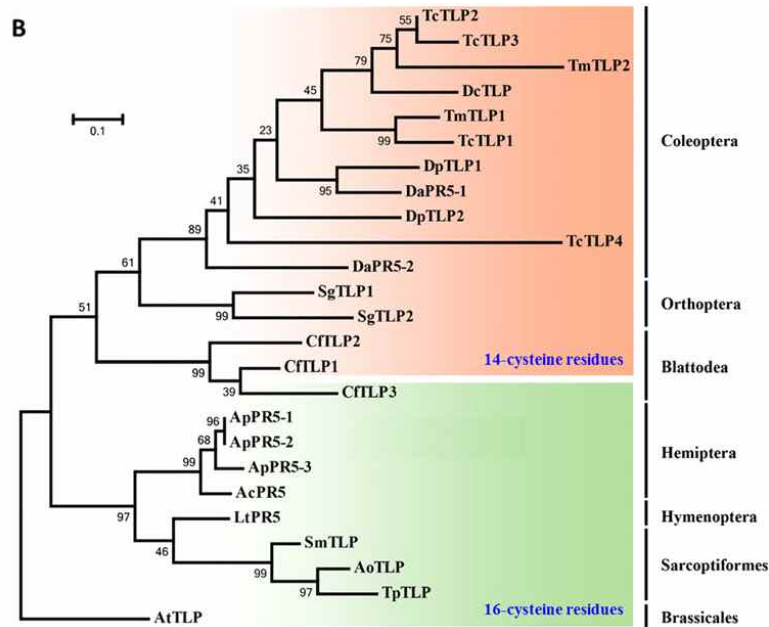 B
0.1
55
TcTLP2
TcTLP3
75
TmTLP2
79
DcTLP
45
TmTLP1
99
TcTLP1
23
DpTLP1
95
DaPR5-1
35
DpTLP2
41
TcTLP4
89
DaPR5-2
61
SgTLP1
99
SgTLP2
51
CfTLP2
99
CfTLP1
39
CfTLP3
14-cysteine residues
96
ApPR5-1
ApPR5-2
68
ApPR5-3
99
AcPR5
97
LtPR5
46
SmTLP
99
AoTLP
97
TpTLP
16-cysteine residues
AtTLP
Coleoptera
Orthoptera
Blattodea
Hemiptera
Hymenoptera
Sarcoptiformes
Brassicales